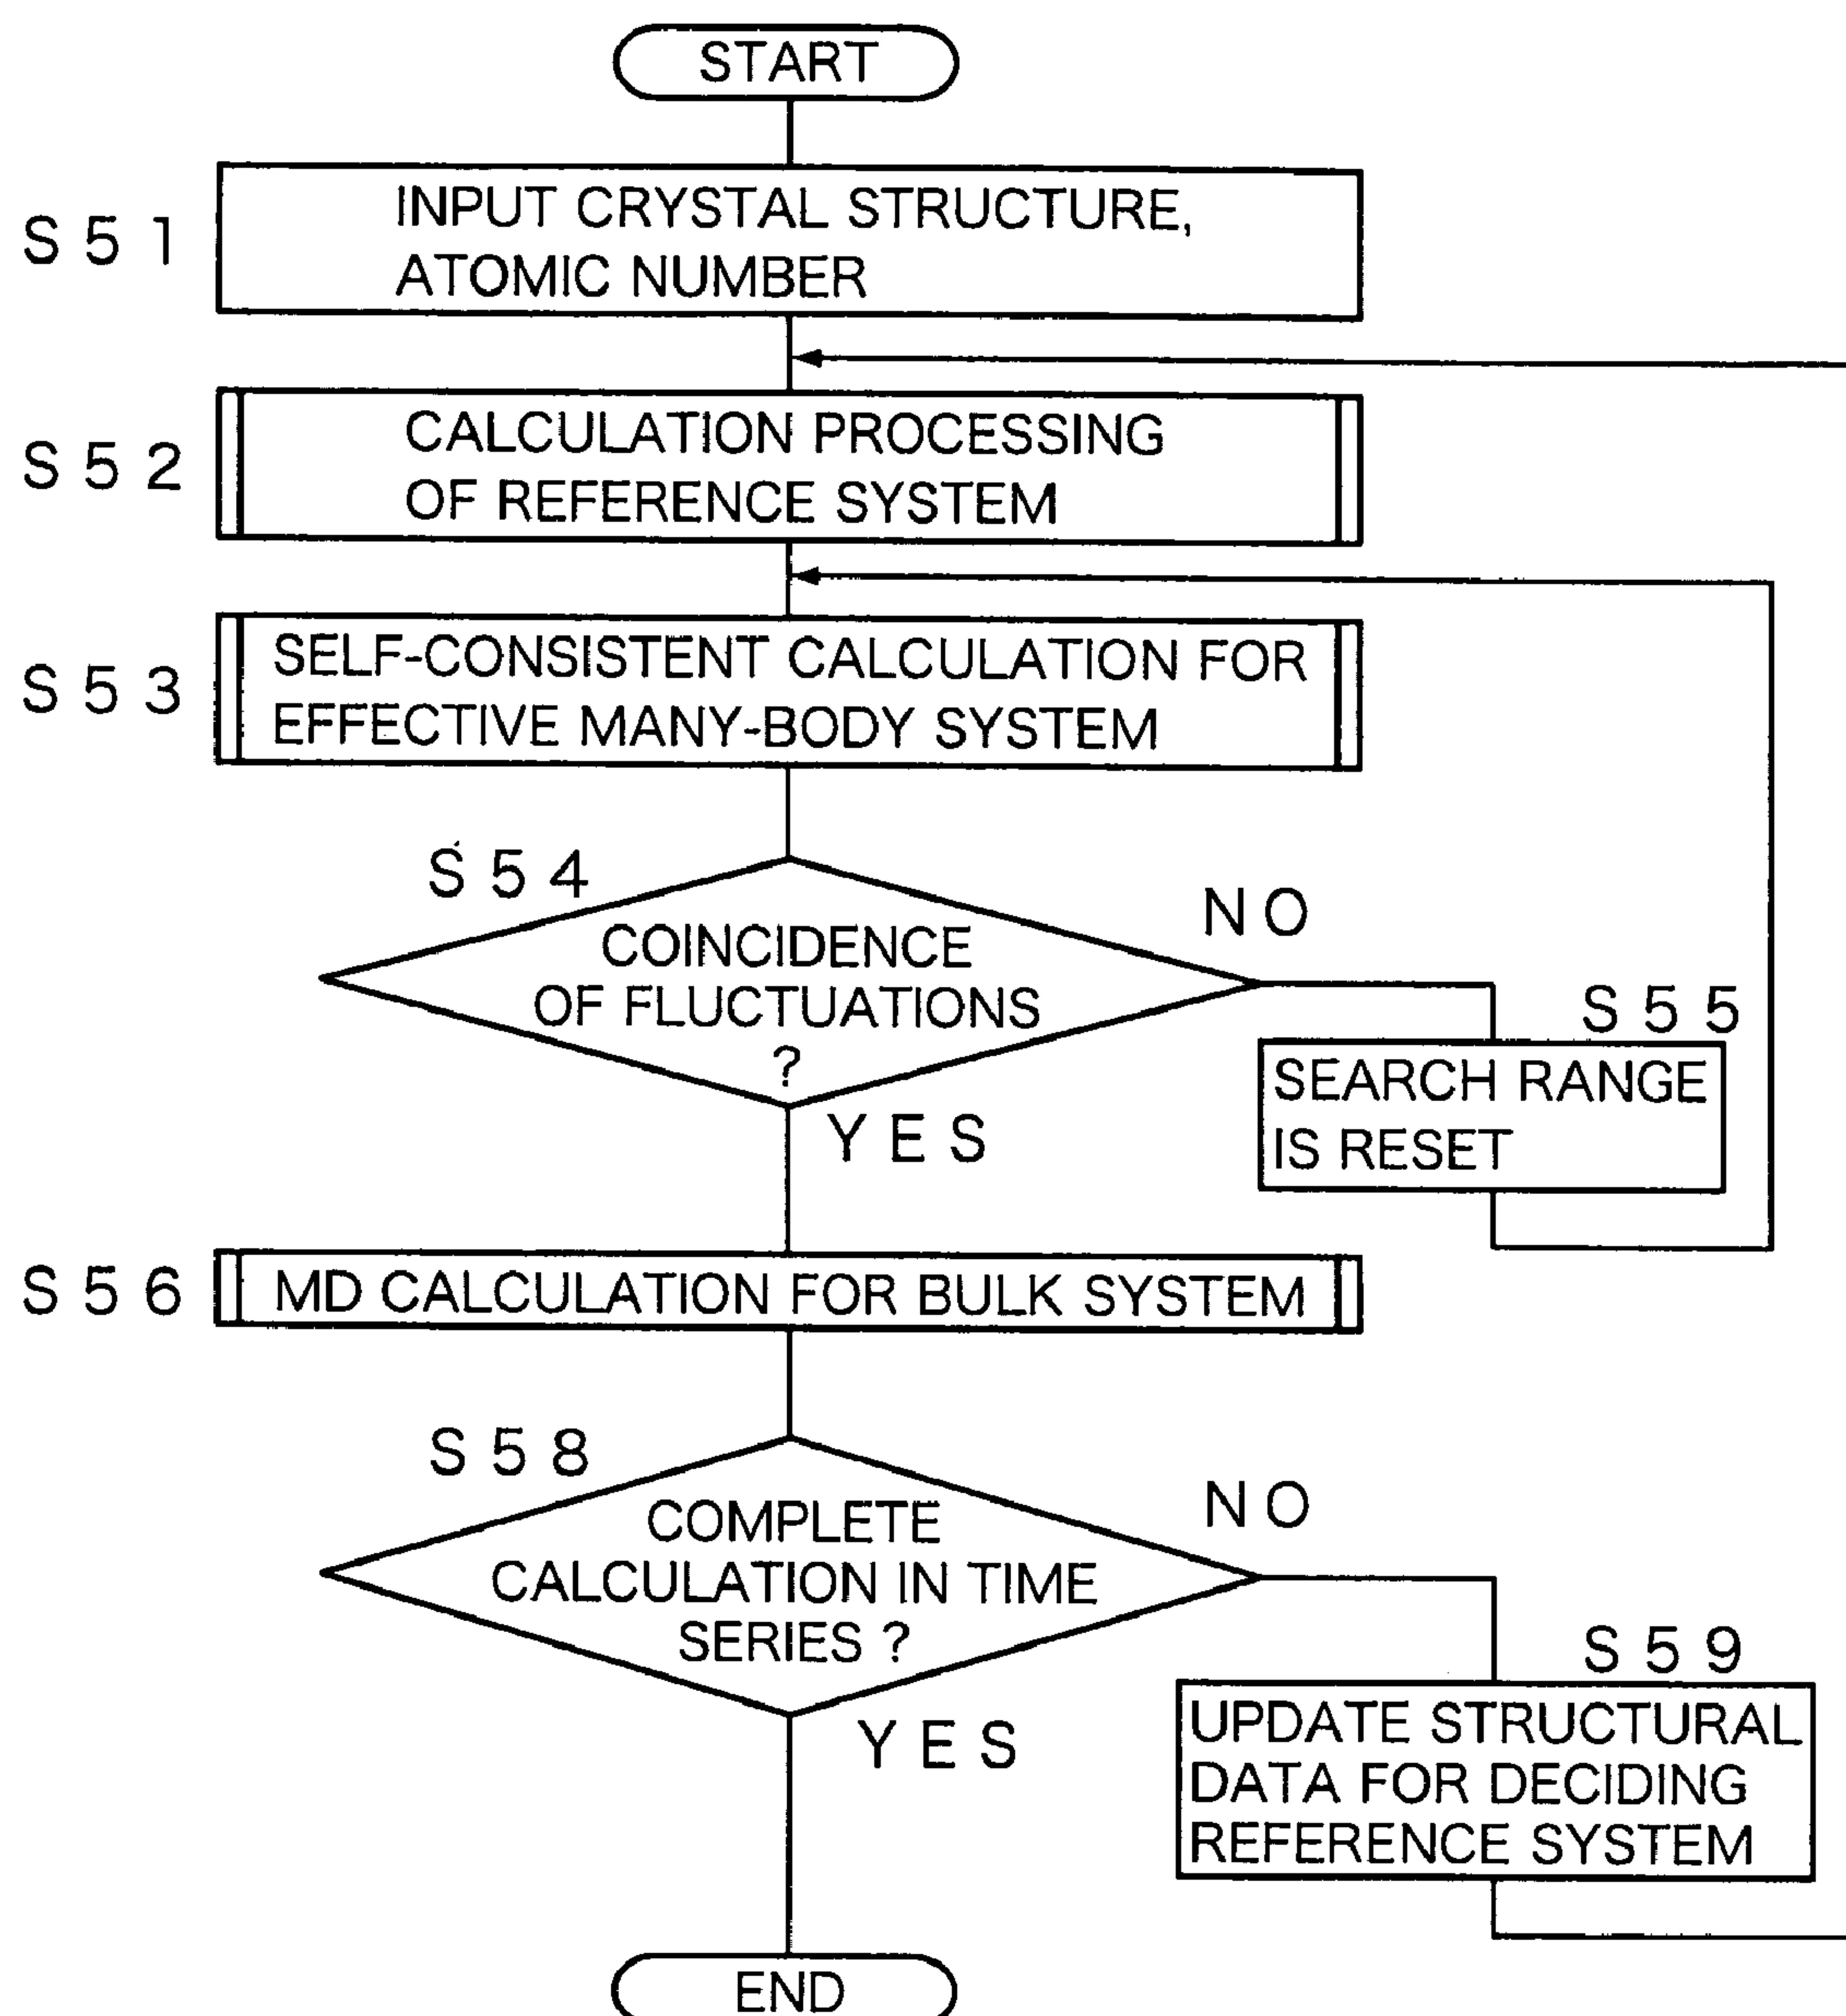 START
S51
INPUT CRYSTAL STRUCTURE,
ATOMIC NUMBER
S52
CALCULATION PROCESSING
OF REFERENCE SYSTEM
S53
SELF-CONSISTENT CALCULATION FOR
EFFECTIVE MANY-BODY SYSTEM
S54
COINCIDENCE
OF FLUCTUATIONS
?
NO
S55
SEARCH RANGE
IS RESET
YES
S56
MD CALCULATION FOR BULK SYSTEM
S58
COMPLETE
CALCULATION IN TIME
SERIES ?
NO
S59
UPDATE STRUCTURAL
DATA FOR DECIDING
REFERENCE SYSTEM
YES
END